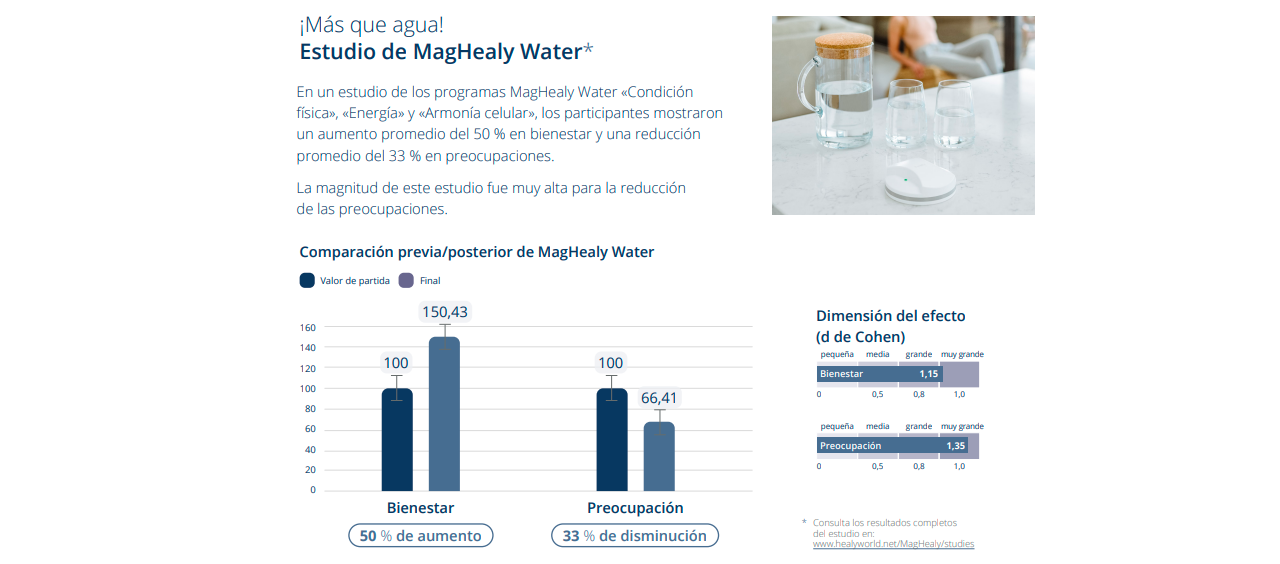 ¡Más que agua!
Estudio de MagHealy Water*
En un estudio de los programas MagHealy Water «Condición
física», «Energía» y «Armonía celular», los participantes mostraron
un aumento promedio del 50 % en bienestar y una reducción
promedio del 33 % en preocupaciones.
La magnitud de este estudio fue muy alta para la reducción
de las preocupaciones.
Comparación previa/posterior de MagHealy Water
Valor de partida Final
160
140
120
100
80
60
40
20
0
100
150,43
100
66,41
Bienestar
Preocupación
50 % de aumento
33 % de disminución
Dimensión del efecto
(d de Cohen)
pequeña media grande muy grande
Bienestar 1,15
0 0,5 0,8 1,0
pequeña media grande muy grande
Preocupación 1,35
0 0,5 0,8 1,0
* Consulta los resultados completos
del estudio en:
www.healyworld.net/MagHealy/studies